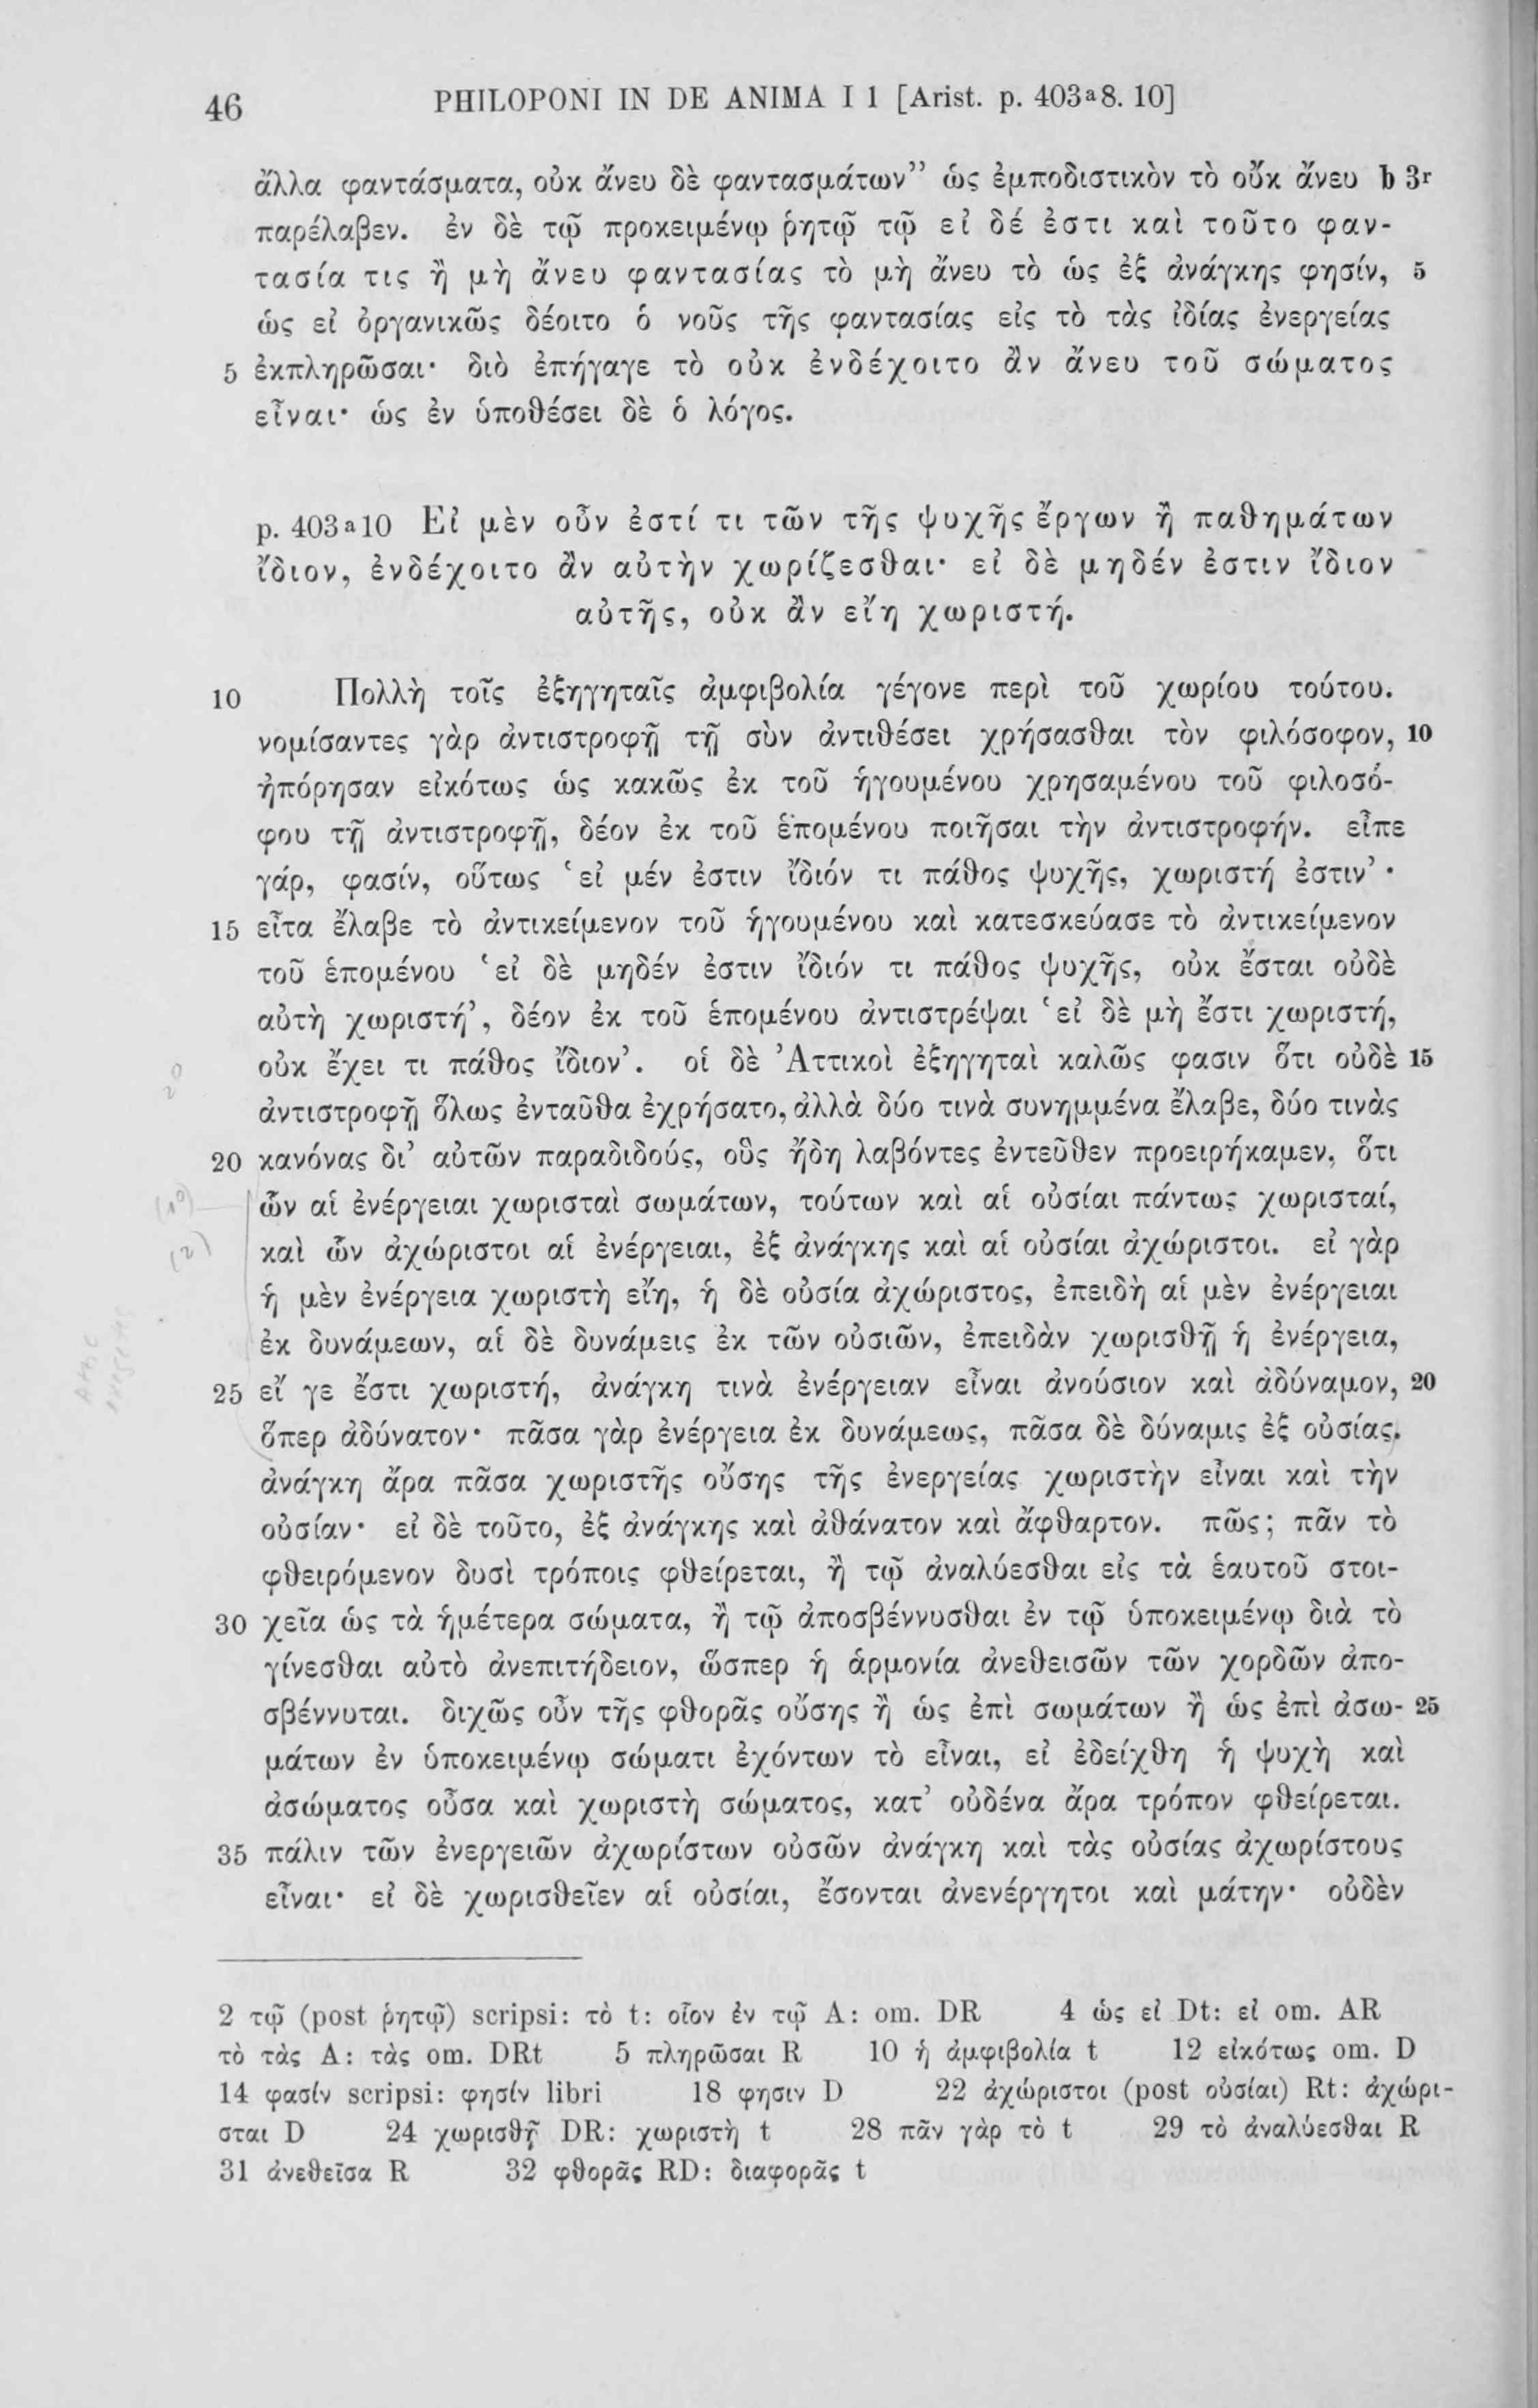 46 PHILOPONI IN DE ANIMA I 1 [Arist. p. 403ª8. 10]
ἄλλα φαντάσματα, οὐκ ἄνευ δὲ φαντασμάτων” ὡς ἐμποδιστικὸν τὸ οὔκ ἄνευ b 3r
παρέλαβεν. ἐν δὲ τῷ προκειμένῳ ῥητῷ τῷ εἰ δέ ἐστι καὶ τοῦτο φαν-
τασία τις ἢ μὴ ἄνευ φαντασίας τὸ μὴ ἄνευ τὸ ὡς ἐξ ἀνάγκης φησίν, 5
ὡς εἰ ὀργανικῶς δέοιτο ὁ νοῦς τῆς φαντασίας εἰς τὸ τὰς ἰδίας ἐνεργείας
5 ἐκπληρῶσαι· διὸ ἐπήγαγε τὸ οὐκ ἐνδέχοιτο ἂν ἄνευ τοῦ σώματος
εἶναι· ὡς ἐν ὑποθέσει δὲ ὁ λόγος.
p. 403ª10 Εἰ μὲν οὖν ἐστί τι τῶν τῆς ψυχῆς ἔργων ἢ παθημάτων
ἴδιον, ἐνδέχοιτο ἂν αὐτὴν χωρίζεσθαι· εἰ δὲ μηδέν ἐστιν ἴδιον
αὐτῆς, οὐκ ἂν εἴη χωριστή.
10 Πολλὴ τοῖς ἐξηγηταῖς ἀμφιβολία γέγονε περὶ τοῦ χωρίου τούτου.
νομίσαντες γὰρ ἀντιστροφῇ τῇ σὺν ἀντιθέσει χρήσασθαι τὸν φιλόσοφον, 10
ἠπόρησαν εἰκότως ὡς κακῶς ἐκ τοῦ ἡγουμένου χρησαμένου τοῦ φιλοσό-
φου τῇ ἀντιστροφῇ, δέον ἐκ τοῦ ἑπομένου ποιῆσαι τὴν ἀντιστροφήν. εἶπε
γάρ, φασίν, οὕτως ‘εἰ μέν ἐστιν ἴδιόν τι πάθος ψυχῆς, χωριστή ἐστιν’·
15 εἶτα ἔλαβε τὸ ἀντικείμενον τοῦ ἡγουμένου καὶ κατεσκεύασε τὸ ἀντικείμενον
τοῦ ἑπομένου ‘εἰ δὲ μηδέν ἐστιν ἴδιόν τι πάθος ψυχῆς, οὐκ ἔσται οὐδὲ
αὐτὴ χωριστή’, δέον ἐκ τοῦ ἑπομένου ἀντιστρέψαι ‘εἰ δὲ μὴ ἔστι χωριστή,
οὐκ ἔχει τι πάθος ἴδιον’. οἱ δὲ Ἀττικοὶ ἐξηγηταὶ καλῶς φασιν ὅτι οὐδὲ 15
ἀντιστροφῇ ὅλως ἐνταῦθα ἐχρήσατο, ἀλλὰ δύο τινὰ συνημμένα ἔλαβε, δύο τινὰς
20 κανόνας δι’ αὐτῶν παραδιδούς, οὓς ἤδη λαβόντες ἐντεῦθεν προειρήκαμεν, ὅτι
ὧν αἱ ἐνέργειαι χωρισταὶ σωμάτων, τούτων καὶ αἱ οὐσίαι πάντως χωρισταί,
καὶ ὧν ἀχώριστοι αἱ ἐνέργειαι, ἐξ ἀνάγκης καὶ αἱ οὐσίαι ἀχώριστοι. εἰ γὰρ
ἡ μὲν ἐνέργεια χωριστὴ εἴη, ἡ δὲ οὐσία ἀχώριστος, ἐπειδὴ αἱ μὲν ἐνέργειαι
ἐκ δυνάμεων, αἱ δὲ δυνάμεις ἐκ τῶν οὐσιῶν, ἐπειδὰν χωρισθῇ ἡ ἐνέργεια,
25 εἴ γε ἔστι χωριστή, ἀνάγκη τινὰ ἐνέργειαν εἶναι ἀνούσιον καὶ ἀδύναμον, 20
ὅπερ ἀδύνατον· πᾶσα γὰρ ἐνέργεια ἐκ δυνάμεως, πᾶσα δὲ δύναμις ἐξ οὐσίας.
ἀνάγκη ἄρα πᾶσα χωριστῆς οὔσης τῆς ἐνεργείας χωριστὴν εἶναι καὶ τὴν
οὐσίαν· εἰ δὲ τοῦτο, ἐξ ἀνάγκης καὶ ἀθάνατον καὶ ἄφθαρτον. πῶς; πᾶν τὸ
φθειρόμενον δυσὶ τρόποις φθείρεται, ἢ τῷ ἀναλύεσθαι εἰς τὰ ἑαυτοῦ στοι-
30 χεῖα ὡς τὰ ἡμέτερα σώματα, ἢ τῷ ἀποσβέννυσθαι ἐν τῷ ὑποκειμένῳ διὰ τὸ
γίνεσθαι αὐτὸ ἀνεπιτήδειον, ὥσπερ ἡ ἁρμονία ἀνεθεισῶν τῶν χορδῶν ἀπο-
σβέννυται. διχῶς οὖν τῆς φθορᾶς οὔσης ἢ ὡς ἐπὶ σωμάτων ἢ ὡς ἐπὶ ἀσω- 25
μάτων ἐν ὑποκειμένῳ σώματι ἐχόντων τὸ εἶναι, εἰ ἐδείχθη ἡ ψυχὴ καὶ
ἀσώματος οὖσα καὶ χωριστὴ σώματος, κατ’ οὐδένα ἄρα τρόπον φθείρεται.
35 πάλιν τῶν ἐνεργειῶν ἀχωρίστων οὐσῶν ἀνάγκη καὶ τὰς οὐσίας ἀχωρίστους
εἶναι· εἰ δὲ χωρισθεῖεν αἱ οὐσίαι, ἔσονται ἀνενέργητοι καὶ μάτην· οὐδὲν
2 τῷ (post ῥητῷ) scripsi: τὸ t: οἷον ἐν τῷ A: om. DR 4 ὡς εἰ Dt: εἰ om. AR
τὸ τὰς A: τὰς om. DRt 5 πληρῶσαι R 10 ἡ ἀμφιβολία t 12 εἰκότως om. D
14 φασίν scripsi: φησίν libri 18 φησιν D 22 ἀχώριστοι (post οὐσίαι) Rt: ἀχώρι-
σται D 24 χωρισθῇ DR: χωριστὴ t 28 πᾶν γὰρ τὸ t 29 τὸ ἀναλύεσθαι R
31 ἀνεθεῖσα R 32 φθορᾶς RD: διαφορᾶς t